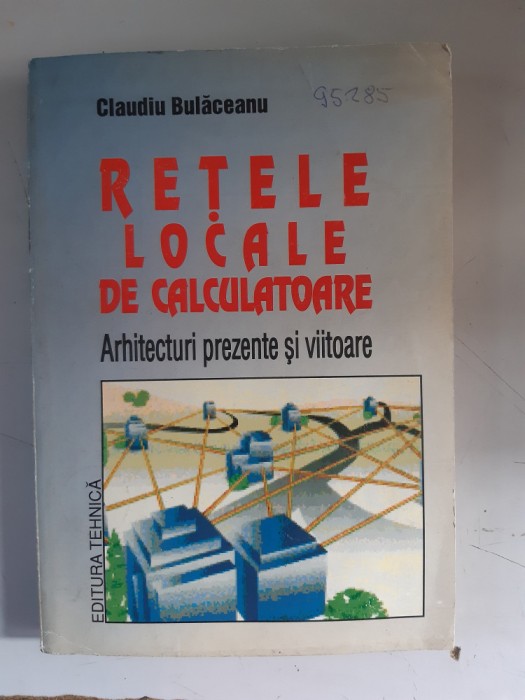 Claudiu Bulăceanu
95285
REȚELE
LOCALE
DE CALCULATOARE
Arhitecturi prezente și viitoare
EDITURA TEHNICĂ